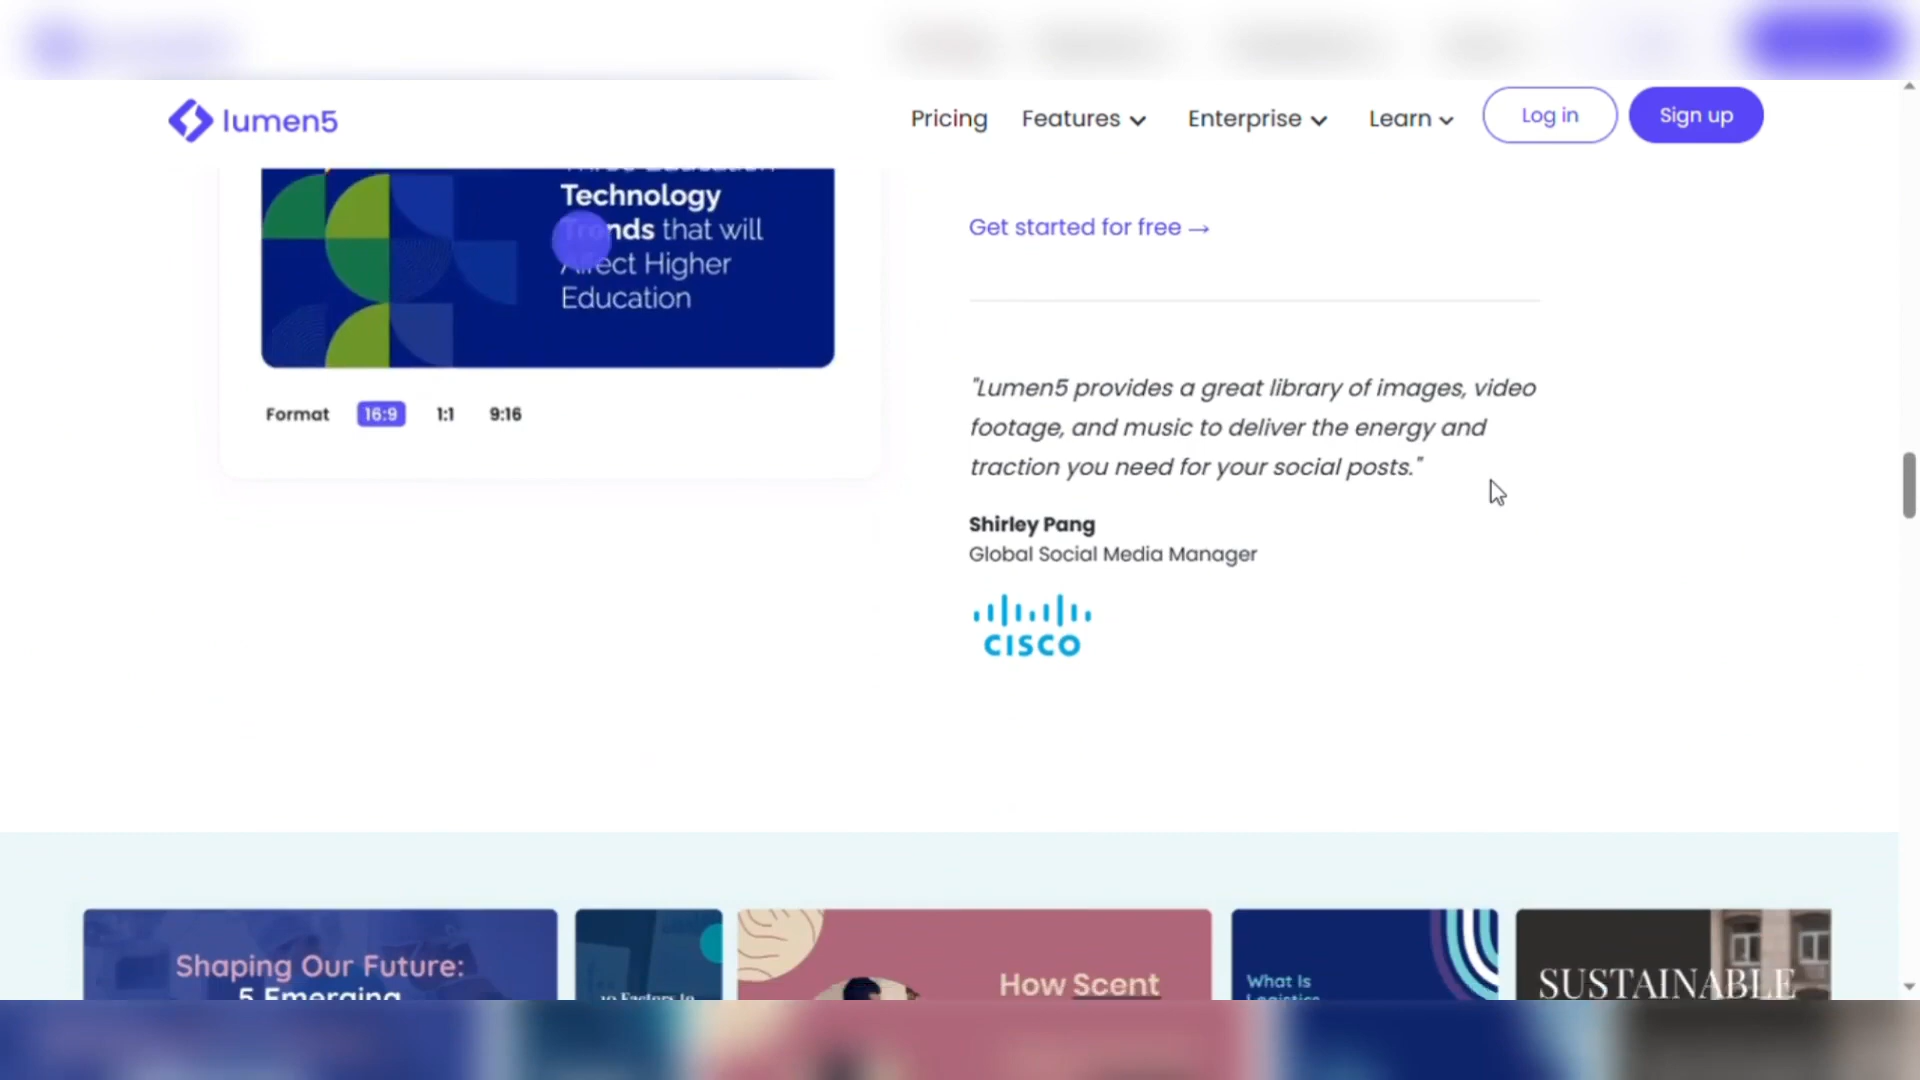 lumen5
Pricing
Features
Enterprise
Learn
Log in
Sign up
Technology
Trends that will
Affect Higher
Education
Format 16:9 1:1 9:16
Get started for free →
"Lumen5 provides a great library of images, video
footage, and music to deliver the energy and
traction you need for your social posts."
Shirley Pang
Global Social Media Manager
CISCO
Shaping Our Future:
5 Emerging
10 Factors to
How Scent
What Is
Logistics
SUSTAINABLE